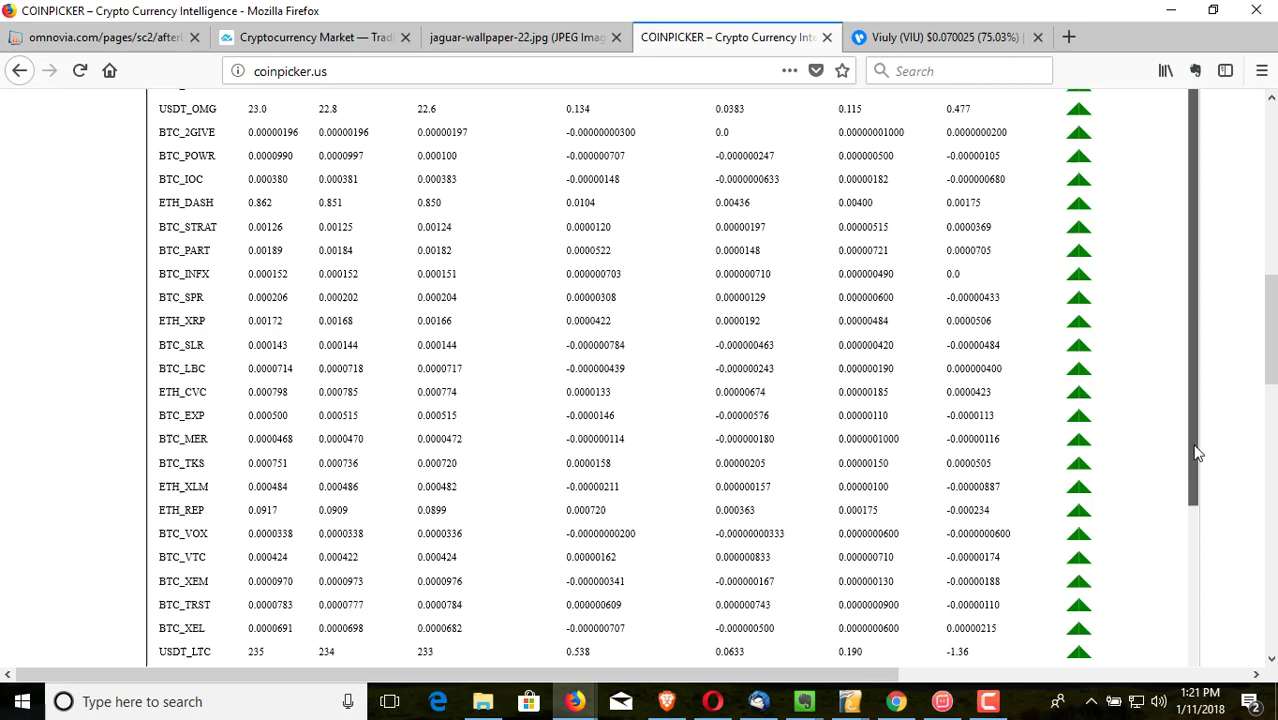 COINPICKER – Crypto Currency Intelligence - Mozilla Firefox
omnovia.com/pages/sc2/after
Cryptocurrency Market — Tradi
jaguar-wallpaper-22.jpg (JPEG Imag
COINPICKER – Crypto Currency Inte
Viuly (VIU) $0.070025 (75.03%) |
coinpicker.us
Search
USDT_OMG 23.0 22.8 22.6 0.134 0.0383 0.115 0.477
BTC_2GIVE 0.00000196 0.00000196 0.00000197 -0.00000000300 0.0 0.00000001000 0.0000000200
BTC_POWR 0.0000990 0.0000997 0.000100 -0.000000707 -0.000000247 0.000000500 -0.00000105
BTC_IOC 0.000380 0.000381 0.000383 -0.00000148 -0.0000000633 0.00000182 -0.000000680
ETH_DASH 0.862 0.851 0.850 0.0104 0.00436 0.00400 0.00175
BTC_STRAT 0.00126 0.00125 0.00124 0.0000120 0.00000197 0.00000515 0.0000369
BTC_PART 0.00189 0.00184 0.00182 0.0000522 0.0000148 0.00000721 0.0000705
BTC_INFX 0.000152 0.000152 0.000151 0.000000703 0.000000710 0.000000490 0.0
BTC_SPR 0.000206 0.000202 0.000204 0.00000308 0.00000129 0.000000600 -0.00000433
ETH_XRP 0.00172 0.00168 0.00166 0.0000422 0.0000192 0.00000484 0.0000506
BTC_SLR 0.000143 0.000144 0.000144 -0.000000784 -0.000000463 0.000000420 -0.00000484
BTC_LBC 0.0000714 0.0000718 0.0000717 -0.000000439 -0.000000243 0.000000190 0.000000400
ETH_CVC 0.000798 0.000785 0.000774 0.0000133 0.00000674 0.00000185 0.0000423
BTC_EXP 0.000500 0.000515 0.000515 -0.0000146 -0.00000576 0.00000110 -0.0000113
BTC_MER 0.0000468 0.0000470 0.0000472 -0.000000114 -0.000000180 0.0000001000 -0.00000116
BTC_TKS 0.000751 0.000736 0.000720 0.0000158 0.00000205 0.00000150 0.0000505
ETH_XLM 0.000484 0.000486 0.000482 -0.00000211 0.000000157 0.00000100 -0.00000887
ETH_REP 0.0917 0.0909 0.0899 0.000720 0.000363 0.000175 -0.000234
BTC_VOX 0.0000338 0.0000338 0.0000336 -0.00000000200 -0.0000000333 0.0000000600 -0.0000000600
BTC_VTC 0.000424 0.000422 0.000424 0.00000162 0.000000833 0.000000710 -0.00000174
BTC_XEM 0.0000970 0.0000973 0.0000976 -0.000000341 -0.000000167 0.000000130 -0.00000188
BTC_TRST 0.0000783 0.0000777 0.0000784 0.000000609 0.000000743 0.0000000900 -0.00000110
BTC_XEL 0.0000691 0.0000698 0.0000682 -0.000000707 -0.000000500 0.0000000600 0.00000215
USDT_LTC 235 234 233 0.538 0.0633 0.190 -1.36
Type here to search
1:21 PM
1/11/2018
2